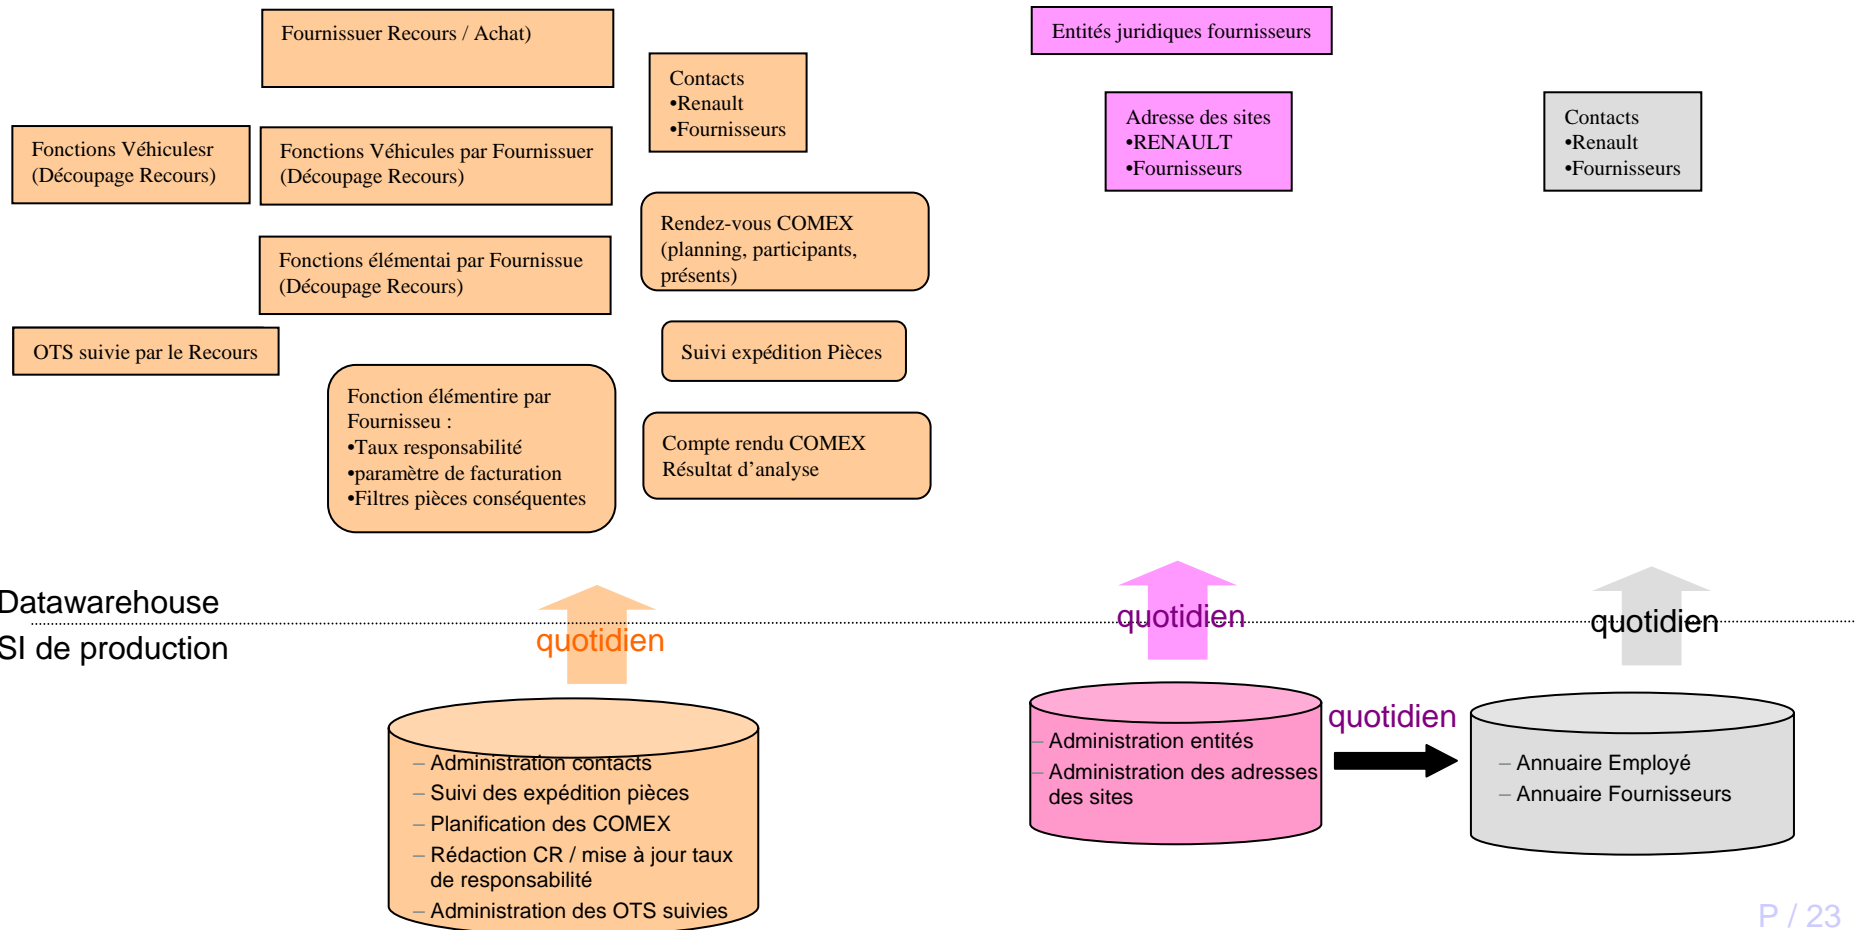 Fournissuer Recours / Achat)
Entités juridiques fournisseurs
Contacts
•Renault
•Fournisseurs
Adresse des sites
•RENAULT
•Fournisseurs
Contacts
•Renault
•Fournisseurs
Fonctions Véhiculesr
(Découpage Recours)
Fonctions Véhicules par Fournissuer
(Découpage Recours)
Rendez-vous COMEX
(planning, participants,
présents)
Fonctions élémentai par Fournissue
(Découpage Recours)
OTS suivie par le Recours
Suivi expédition Pièces
Fonction élémentire par
Fournisseu :
•Taux responsabilité
•paramètre de facturation
•Filtres pièces conséquentes
Compte rendu COMEX
Résultat d’analyse
Datawarehouse
SI de production
quotidien
quotidien
quotidien
– Administration contacts
– Suivi des expédition pièces
– Planification des COMEX
– Rédaction CR / mise à jour taux
de responsabilité
– Administration des OTS suivies
– Administration entités
– Administration des adresses
des sites
quotidien
– Annuaire Employé
– Annuaire Fournisseurs
P / 23